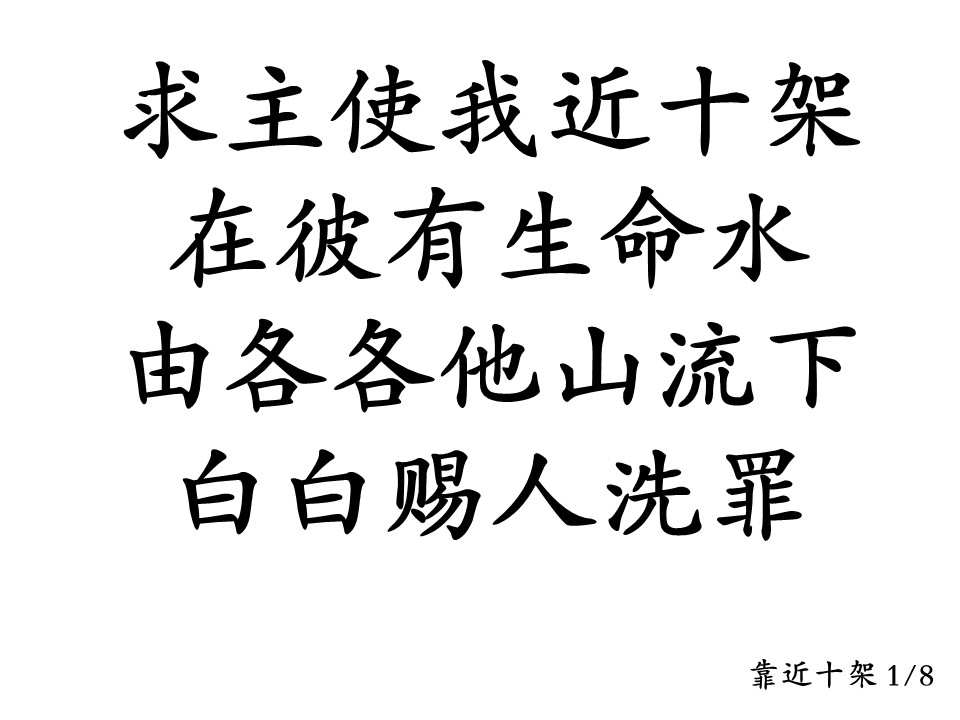 求主使我近十架
在彼有生命水
由各各他山流下
白白赐人洗罪
靠近十架 1/8